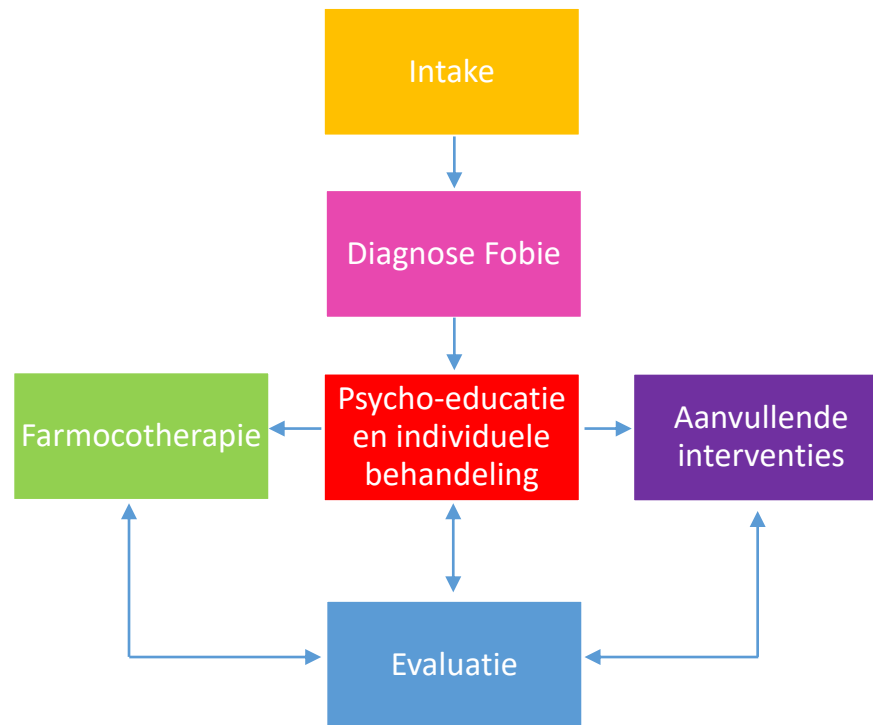 Intake
Diagnose Fobie
Farmocotherapie
Psycho-educatie
en individuele
behandeling
Aanvullende
interventies
Evaluatie